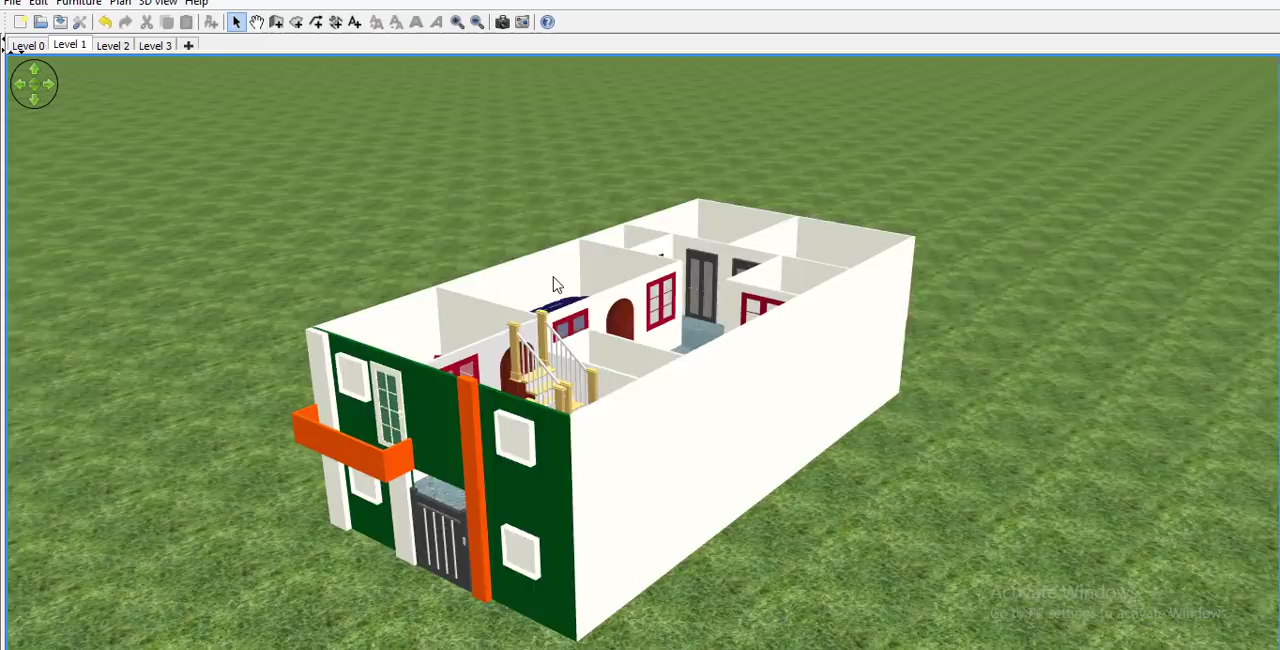 File Edit Furniture Plan 3D view Help
Level 0 Level 1 Level 2 Level 3
Activate Windows
Go to PC settings to activate Windows.